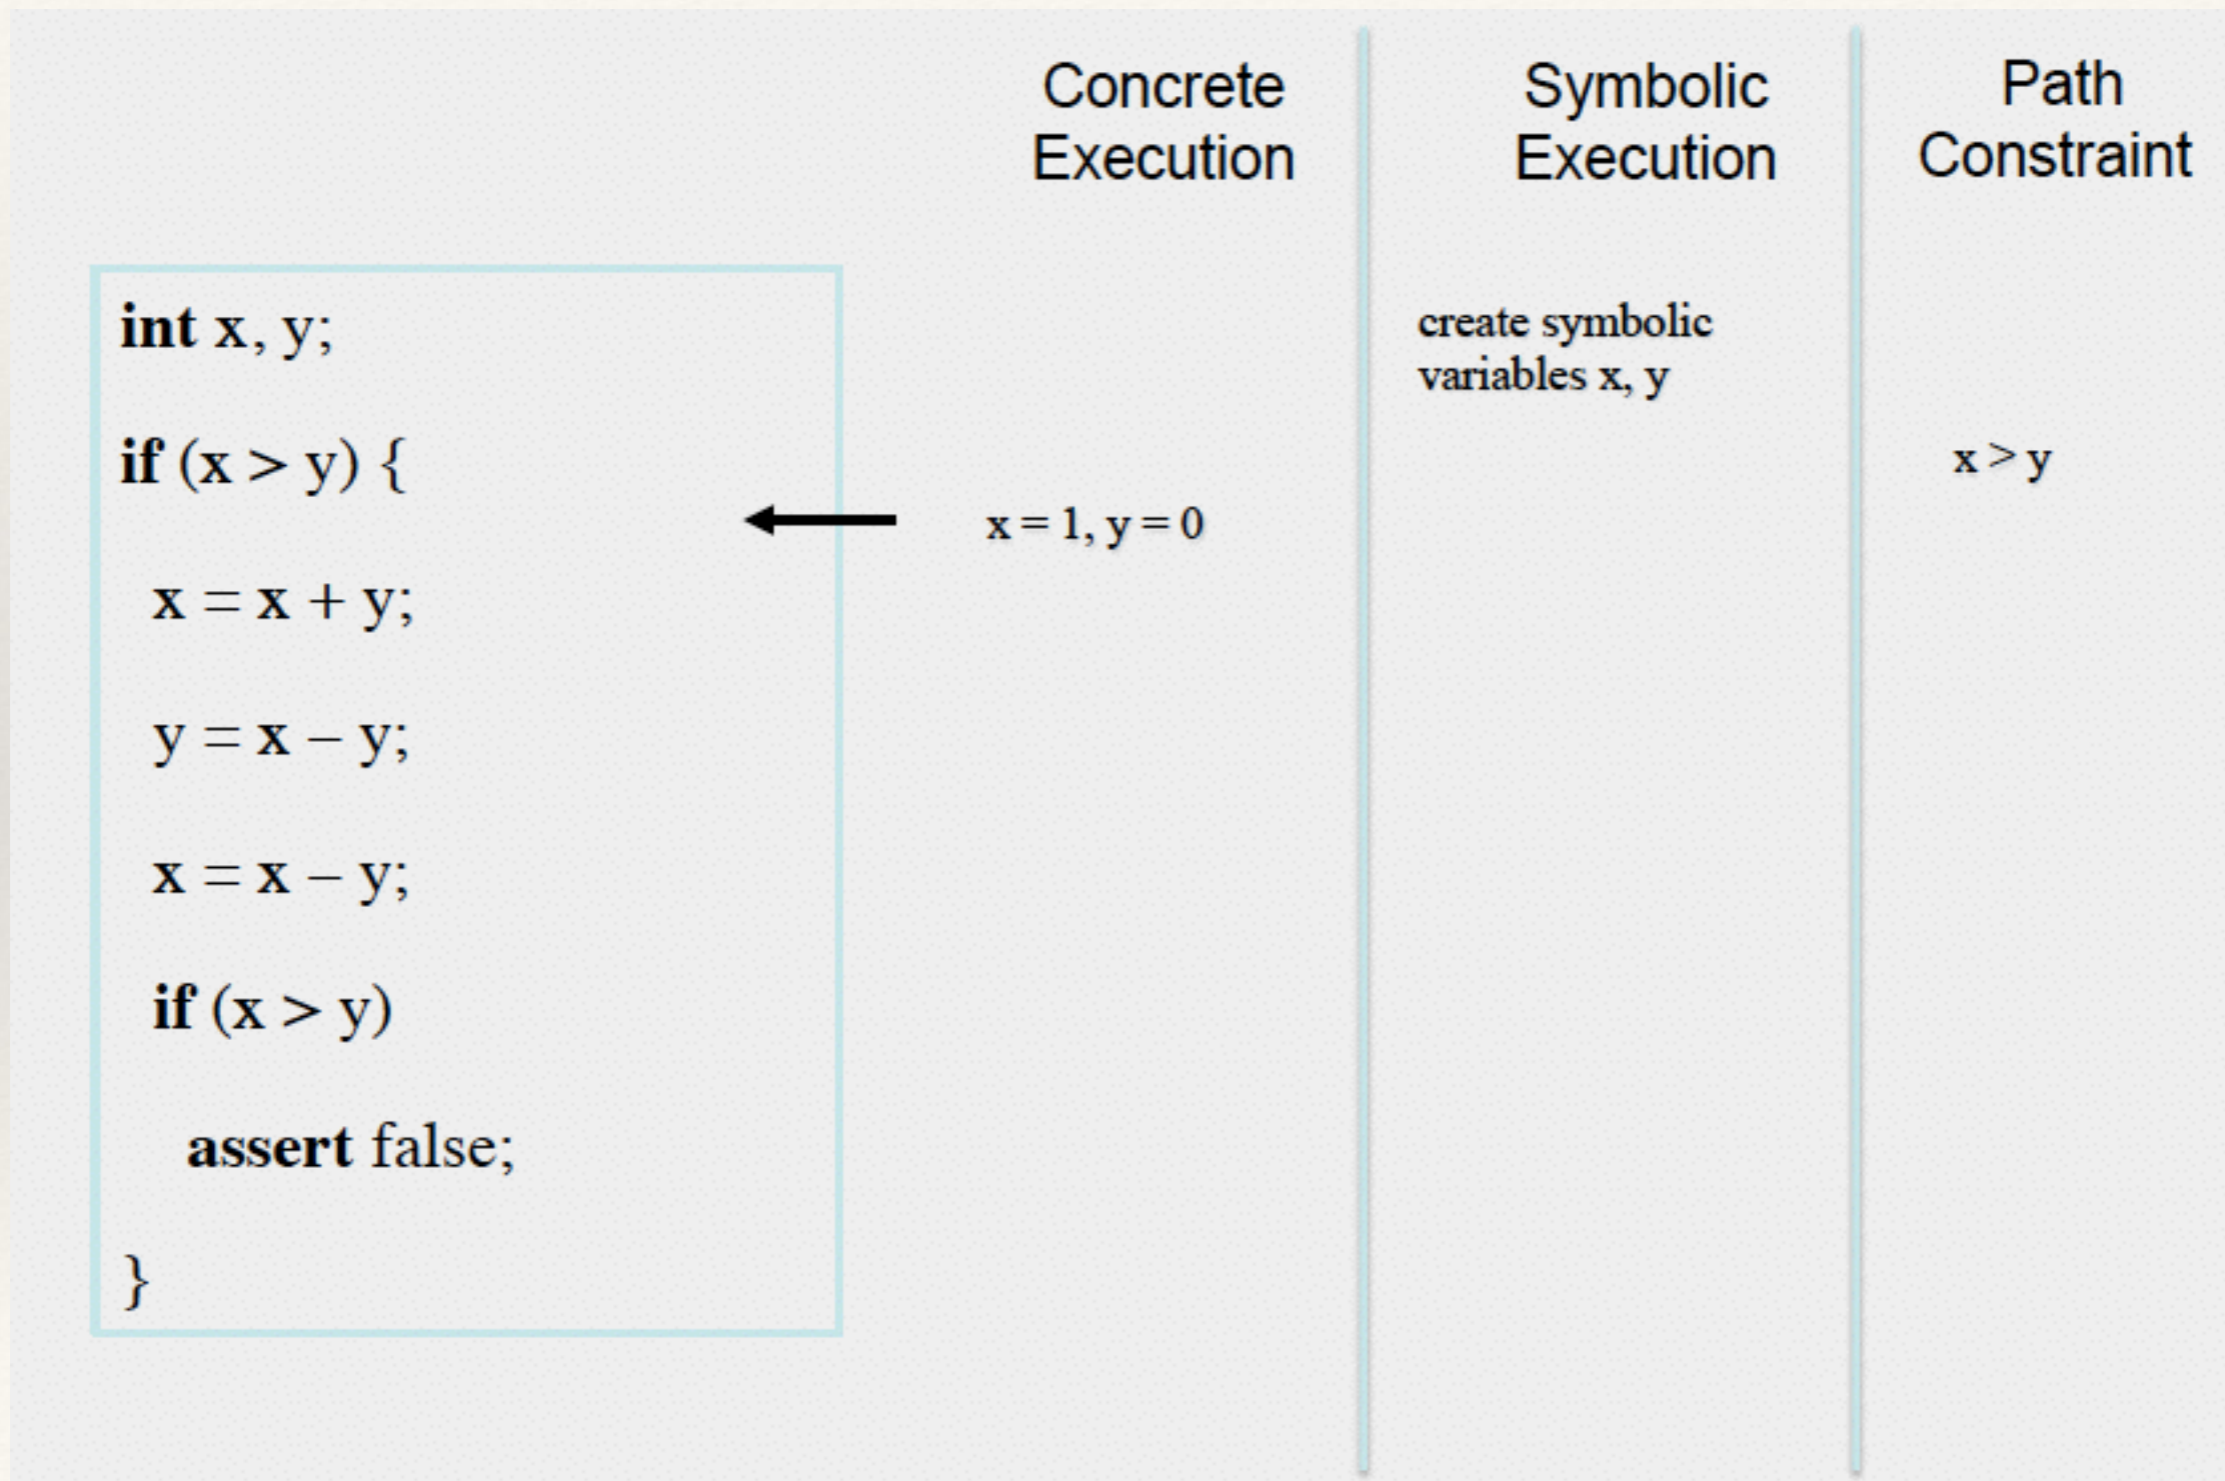 Concrete
Execution
Symbolic
Execution
Path
Constraint
int x, y;
create symbolic
variables x, y
if (x > y) {
x > y
x = 1, y = 0
x = x + y;
y = x – y;
x = x – y;
if (x > y)
assert false;
}